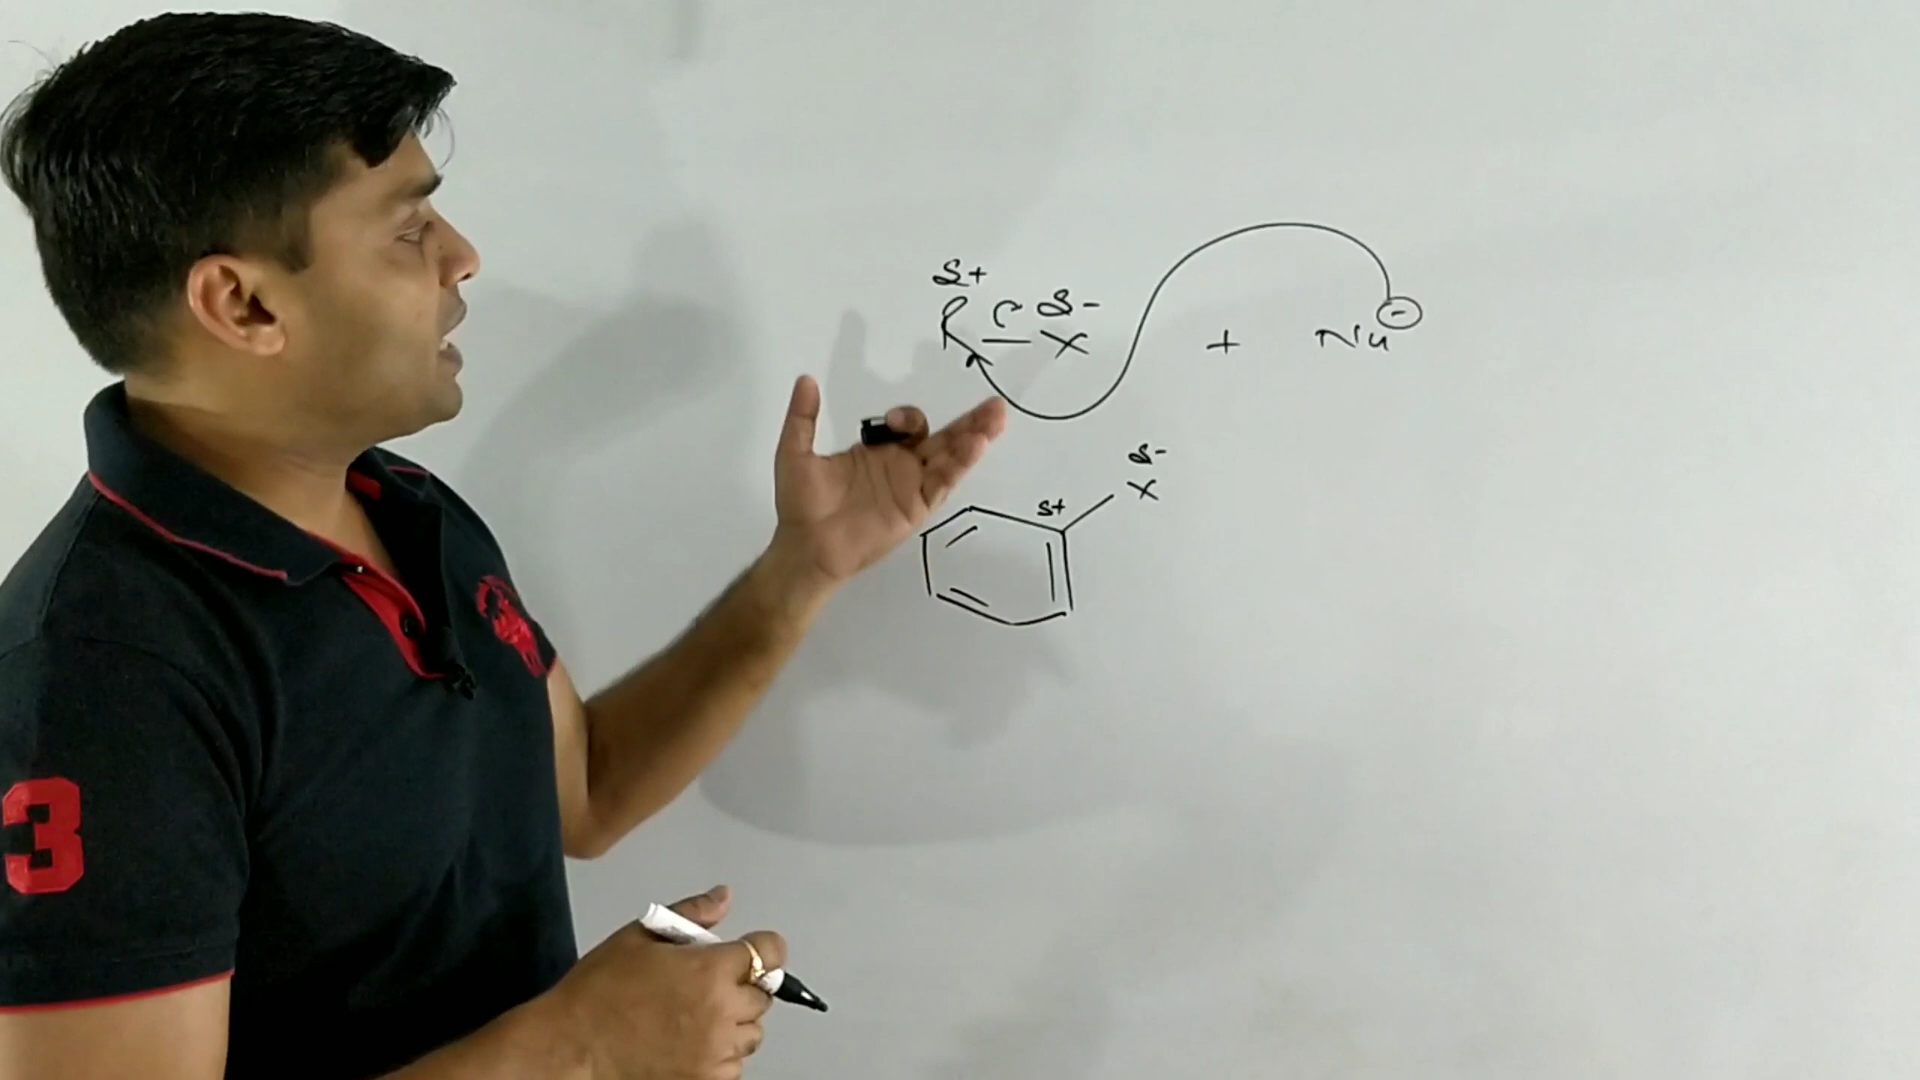 δ+
δ-
R — X + Nu⊖
δ-
δ+ X
3